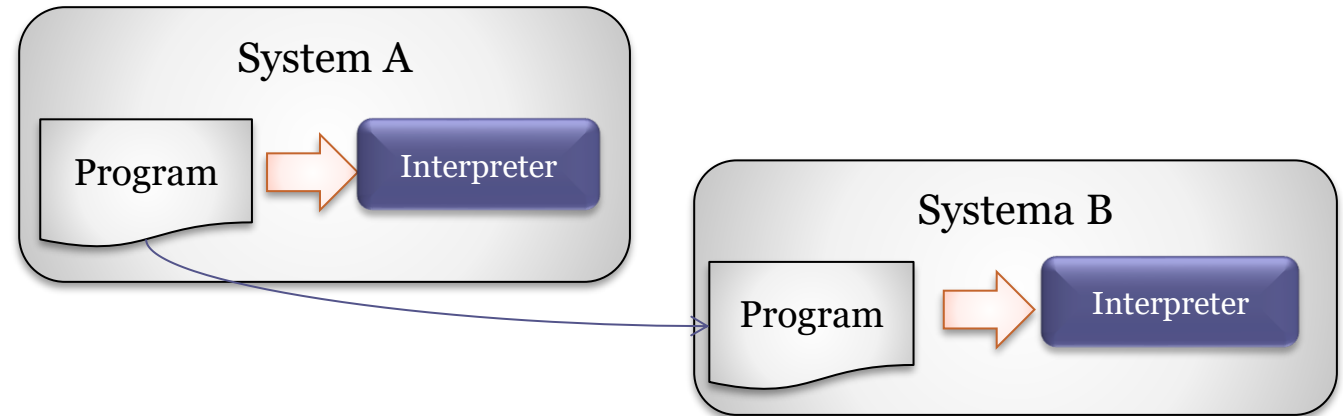 System A
Program
Interpreter
Systema B
Program
Interpreter